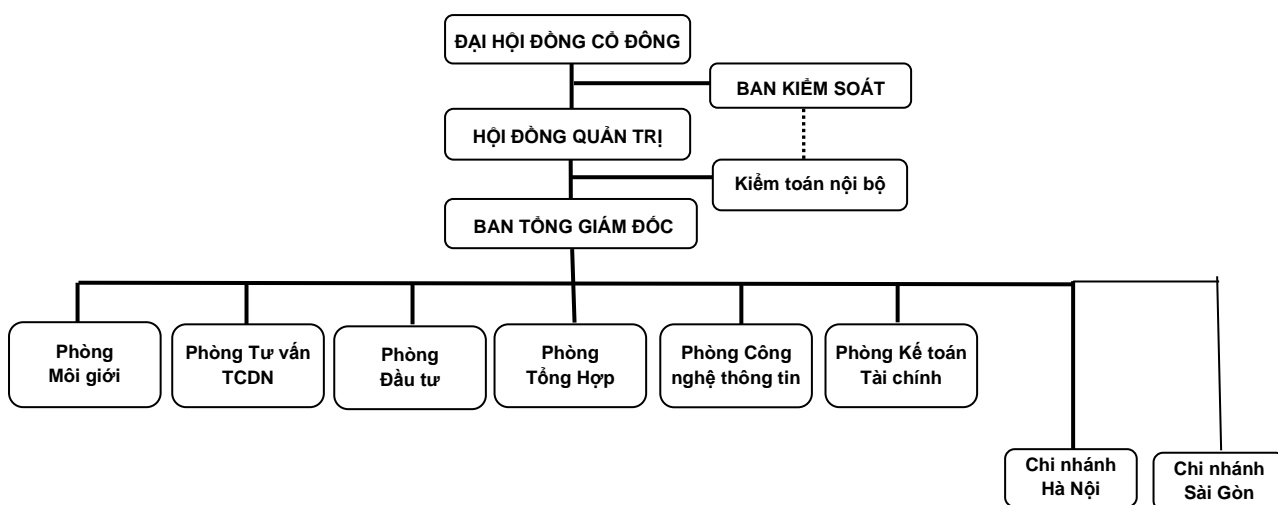 ĐẠI HỘI ĐỒNG CỔ ĐÔNG
BAN KIỂM SOÁT
HỘI ĐỒNG QUẢN TRỊ
Kiểm toán nội bộ
BAN TỔNG GIÁM ĐỐC
Phòng
Môi giới
Phòng Tư vấn
TCDN
Phòng
Đầu tư
Phòng
Tổng Hợp
Phòng Công
nghệ thông tin
Phòng Kế toán
Tài chính
Chi nhánh
Hà Nội
Chi nhánh
Sài Gòn